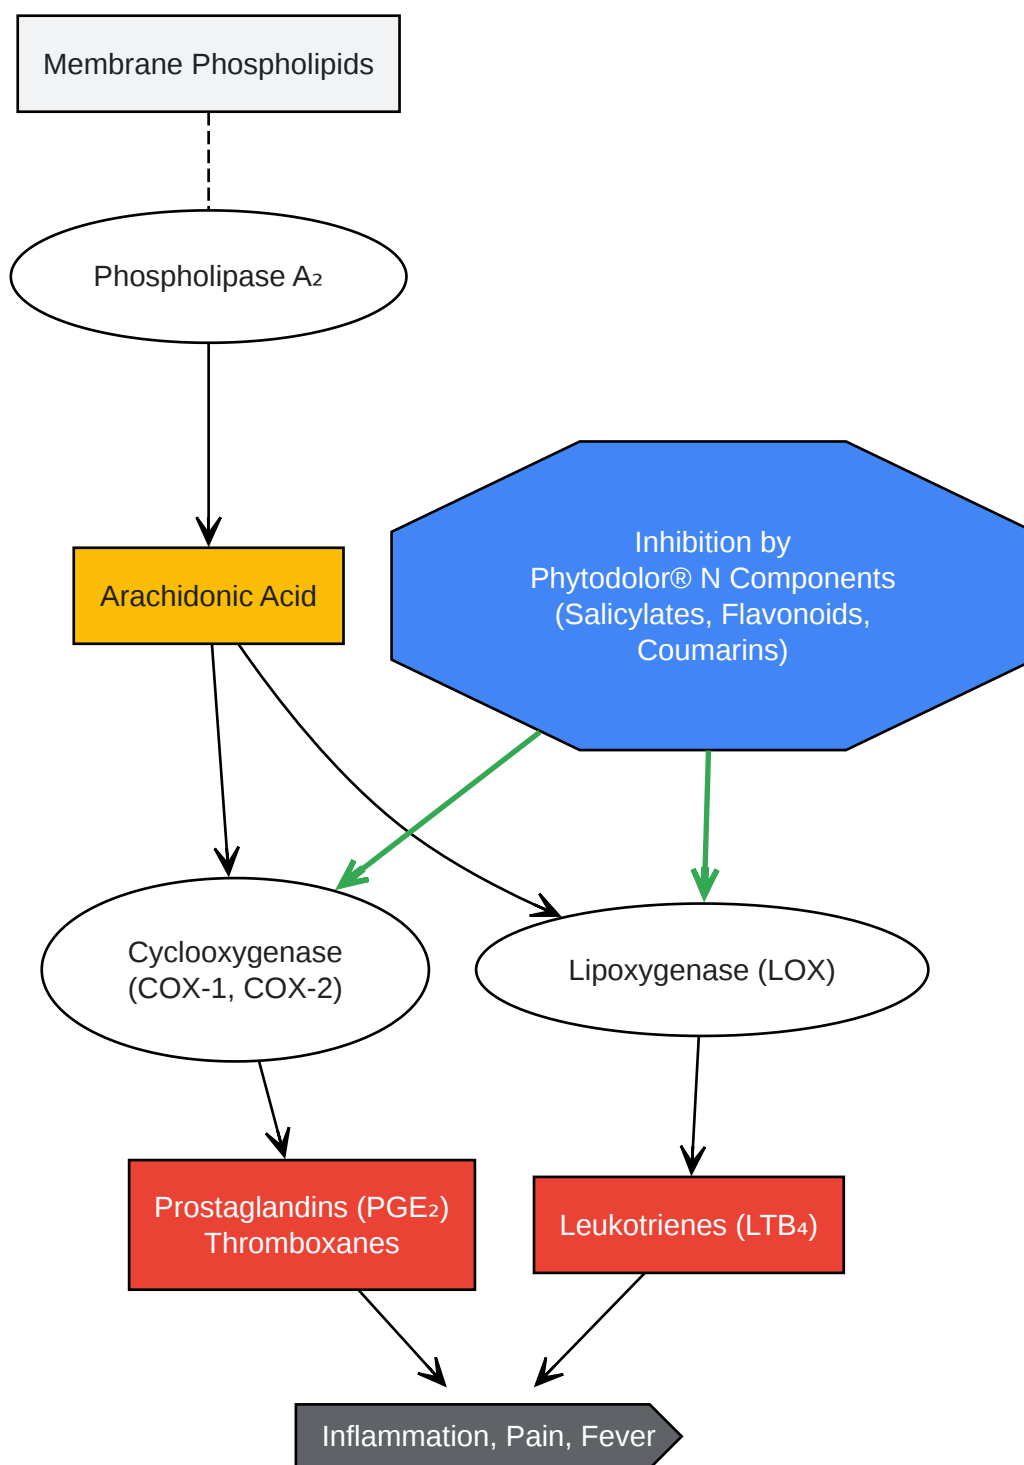 Membrane Phospholipids
Phospholipase A₂
Inhibition by
Phytodolor® N Components
(Salicylates, Flavonoids,
Coumarins)
Arachidonic Acid
Cyclooxygenase
(COX-1, COX-2)
Lipoxygenase (LOX)
Prostaglandins (PGE₂)
Thromboxanes
Leukotrienes (LTB₄)
Inflammation, Pain, Fever